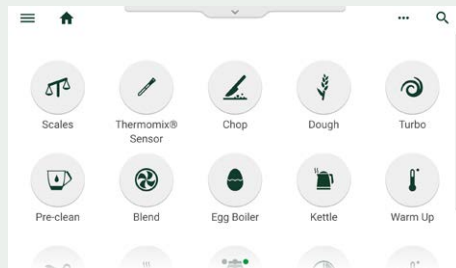 Scales
Thermomix®
Sensor
Chop
Dough
Turbo
Pre-clean
Blend
Egg Boiler
Kettle
Warm Up